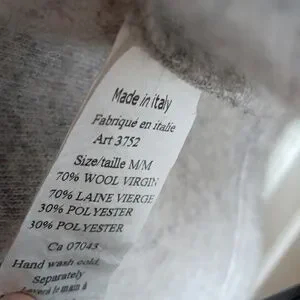 Made in italy
Fabriqué en italie
Art 3752
Size/taille M/M
70% WOOL VIRGIN
70% LAINE VIERGE
30% POLYESTER
30% POLYESTER
Ca 07043
Hand wash cold,
Separately
à